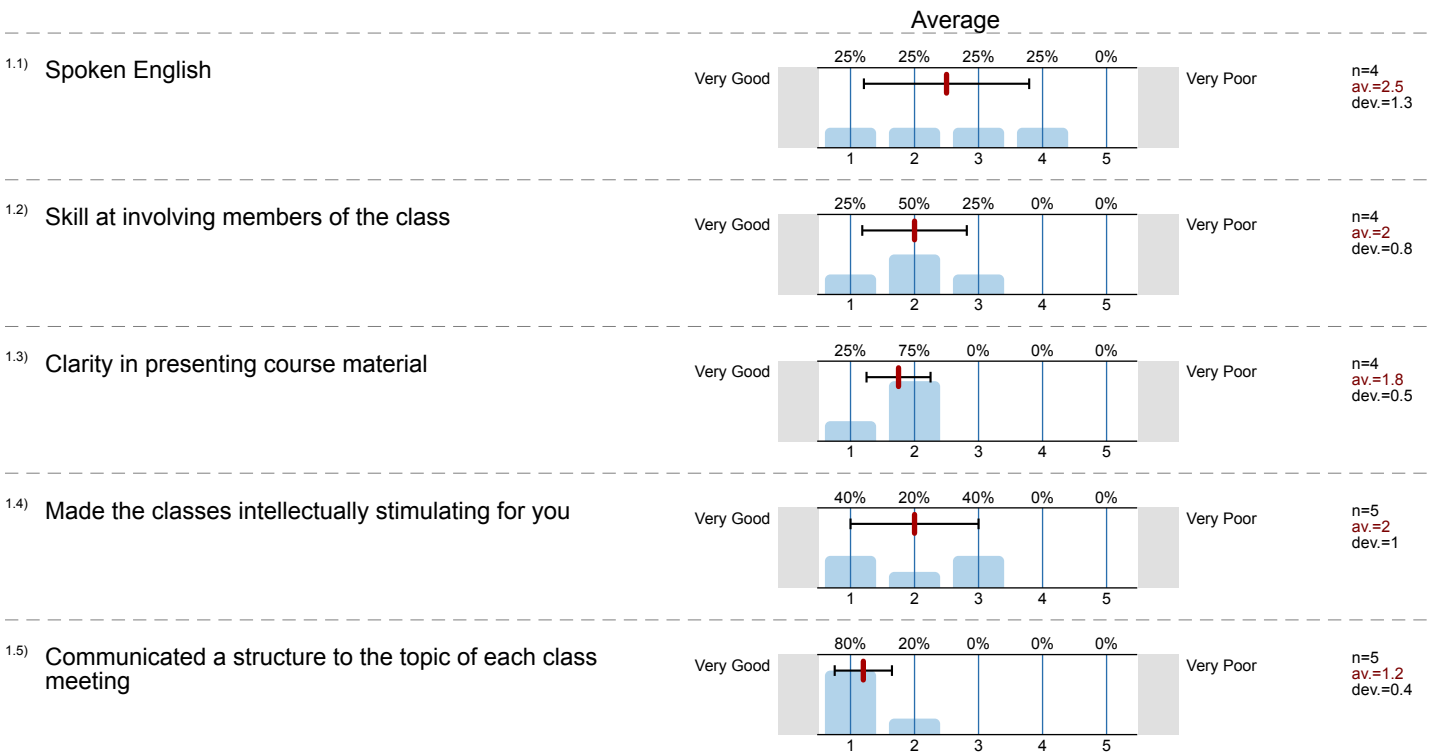 Average
1.1) Spoken English
25% 25% 25% 25% 0%
Very Good Very Poor
n=4
av.=2.5
dev.=1.3
1 2 3 4 5
1.2) Skill at involving members of the class
25% 50% 25% 0% 0%
Very Good Very Poor
n=4
av.=2
dev.=0.8
1 2 3 4 5
1.3) Clarity in presenting course material
25% 75% 0% 0% 0%
Very Good Very Poor
n=4
av.=1.8
dev.=0.5
1 2 3 4 5
1.4) Made the classes intellectually stimulating for you
40% 20% 40% 0% 0%
Very Good Very Poor
n=5
av.=2
dev.=1
1 2 3 4 5
1.5) Communicated a structure to the topic of each class
meeting
80% 20% 0% 0% 0%
Very Good Very Poor
n=5
av.=1.2
dev.=0.4
1 2 3 4 5